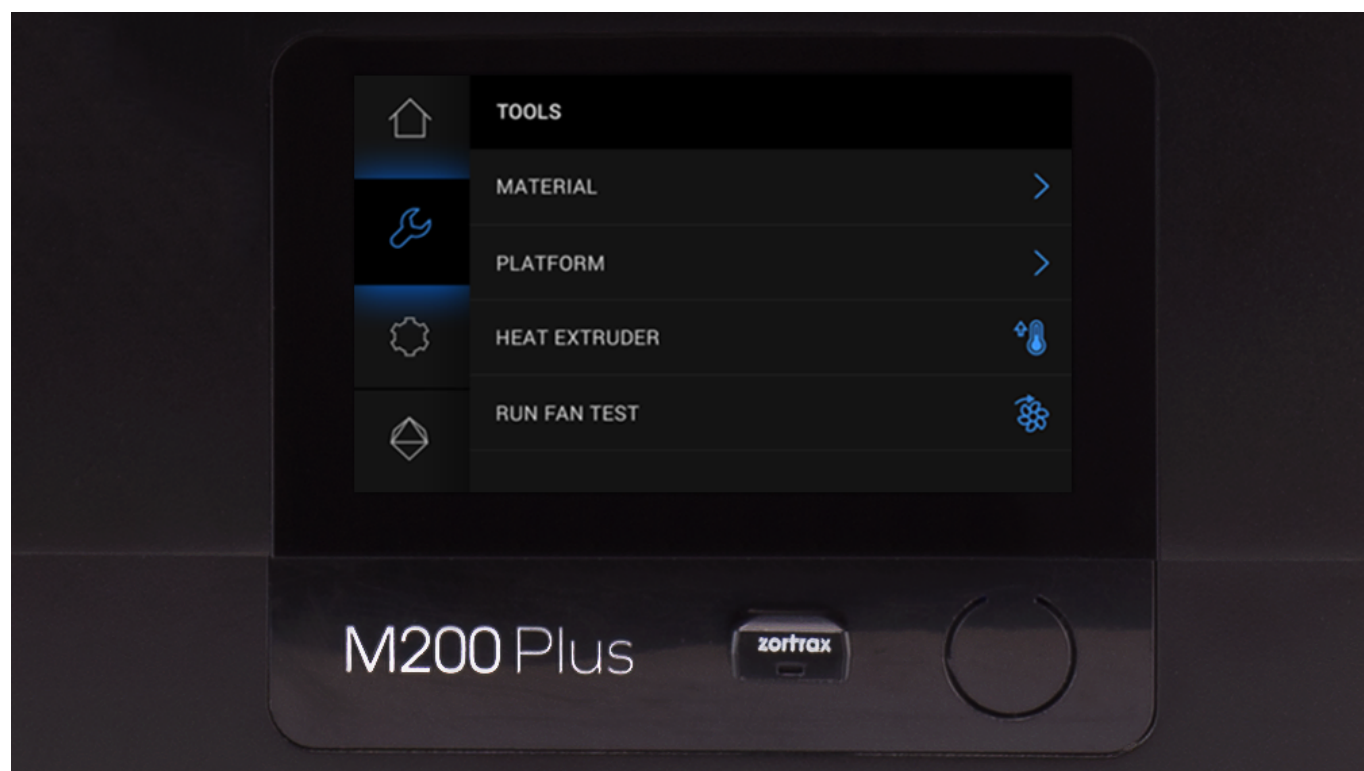 TOOLS
MATERIAL
PLATFORM
HEAT EXTRUDER
RUN FAN TEST
M200 Plus
zortrax